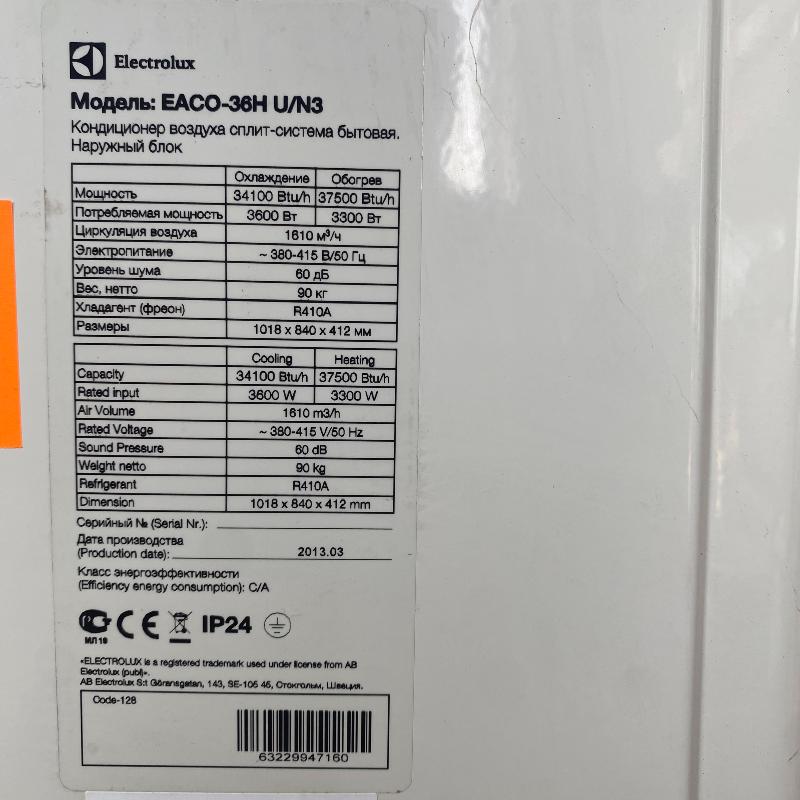 Electrolux
Модель: EACO-36H U/N3
Кондиционер воздуха сплит-система бытовая.
Наружный блок
Охлаждение Обогрев
Мощность 34100 Btu/h 37500 Btu/h
Потребляемая мощность 3600 Вт 3300 Вт
Циркуляция воздуха 1610 м³/ч
Электропитание ~ 380-415 В/50 Гц
Уровень шума 60 дБ
Вес, нетто 90 кг
Хладагент (фреон) R410A
Размеры 1018 x 840 x 412 мм
Cooling Heating
Capacity 34100 Btu/h 37500 Btu/h
Rated input 3600 W 3300 W
Air Volume 1610 m3/h
Rated Voltage ~ 380-415 V/50 Hz
Sound Pressure 60 dB
Weight netto 90 kg
Refrigerant R410A
Dimension 1018 x 840 x 412 mm
Серийный № (Serial Nr.):
Дата производства
(Production date): 2013.03
Класс энергоэффективности
(Efficiency energy consumption): C/A
РСТ CE IP24
МЛ 19
«ELECTROLUX is a registered trademark used under license from AB
Electrolux (publ)».
AB Electrolux S:t Göransgatan, 143, SE-105 45, Стокгольм, Швеция.
Code-128
63229947160